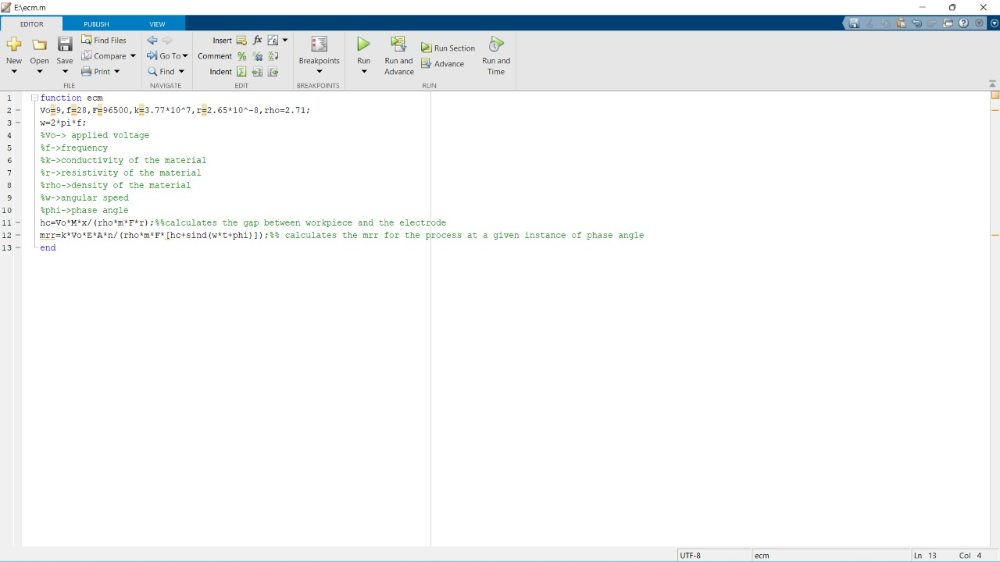 E:\ecm.m
EDITOR PUBLISH VIEW
New Open Save Find Files Compare Print
FILE
Go To Find
NAVIGATE
Insert fx
Comment % % %
Indent
EDIT
Breakpoints
BREAKPOINTS
Run Run and Advance Run Section Advance Run and Time
RUN
1 function ecm
2 Vo=9,f=28,F=96500,k=3.77*10^7,r=2.65*10^-8,rho=2.71;
3 w=2*pi*f;
4 %Vo-> applied voltage
5 %f->frequency
6 %k->conductivity of the material
7 %r->resistivity of the material
8 %rho->density of the material
9 %w->angular speed
10 %phi->phase angle
11 hc=Vo*M*x/(rho*m*F*r);%%calculates the gap between workpiece and the electrode
12 mrr=k*Vo*E*A*n/(rho*m*F*[hc+sind(w*t+phi)]);%% calculates the mrr for the process at a given instance of phase angle
13 end
UTF-8 ecm Ln 13 Col 4